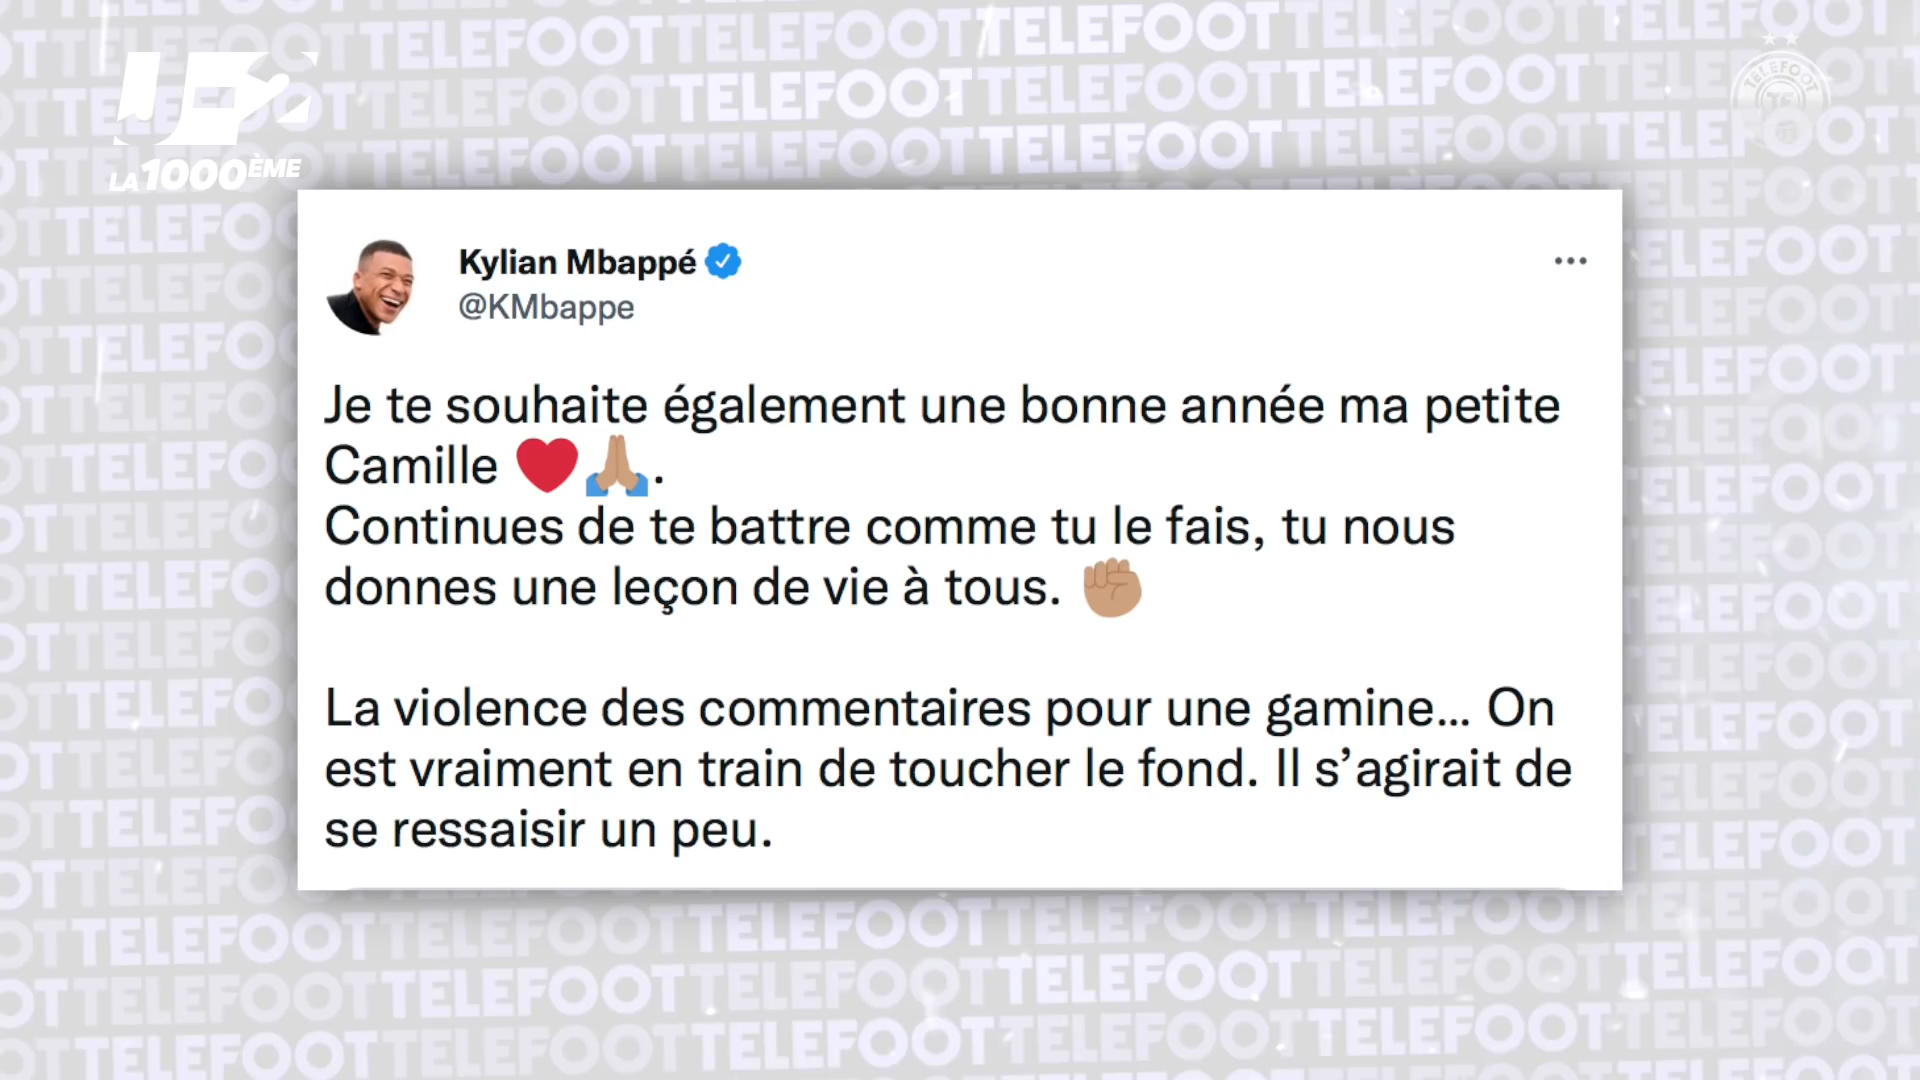 LA 1000ÈME
TELEFOOT
Kylian Mbappé
@KMbappe
Je te souhaite également une bonne année ma petite
Camille ❤️🙏🏽.
Continues de te battre comme tu le fais, tu nous
donnes une leçon de vie à tous. ✊🏽
La violence des commentaires pour une gamine... On
est vraiment en train de toucher le fond. Il s’agirait de
se ressaisir un peu.